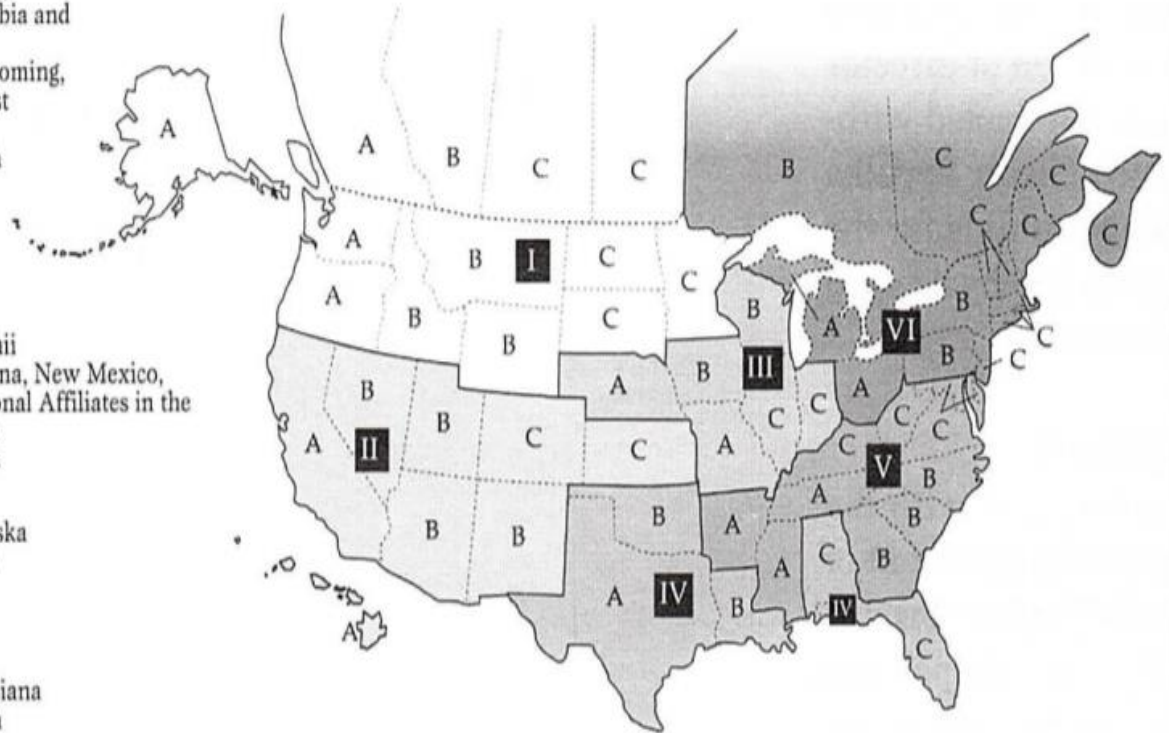 bia and
oming,
st
A
A B C C B C C
C C C
A B I C C
A B C B A VI B
B B C C
ii
na, New Mexico,
onal Affiliates in the
B A B III A
B C C C
A II C C A C C
V
A B
ska
B B B A B
A C B
A IV B IV
A C
iana